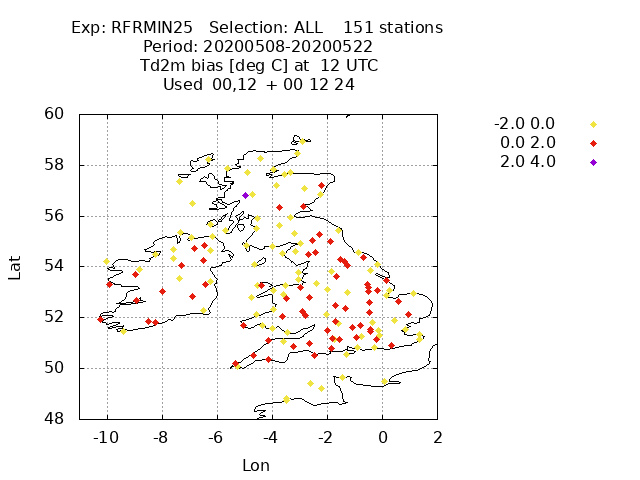 Exp: RFRMIN25 Selection: ALL 151 stations
Period: 20200508-20200522
Td2m bias [deg C] at 12 UTC
Used 00,12 + 00 12 24
-2.0 0.0
0.0 2.0
2.0 4.0
60
58
56
54
52
50
48
Lat
-10 -8 -6 -4 -2 0 2
Lon